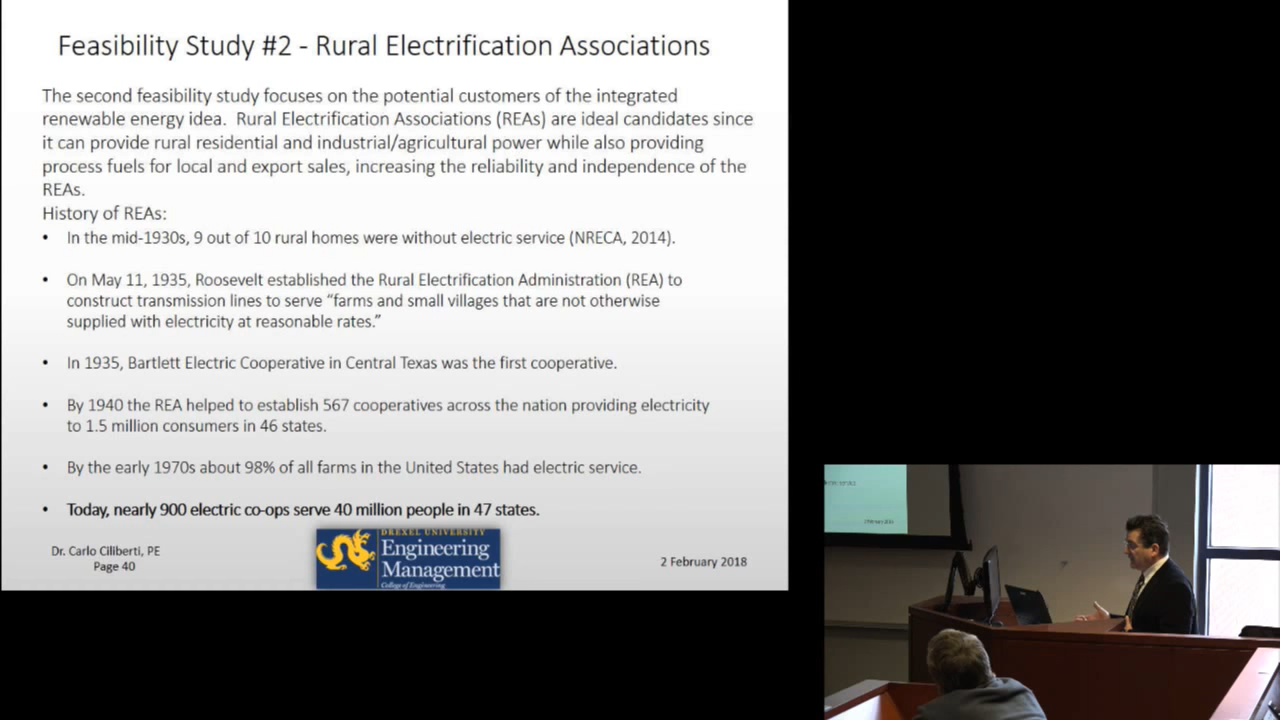 Feasibility Study #2 - Rural Electrification Associations
The second feasibility study focuses on the potential customers of the integrated
renewable energy idea. Rural Electrification Associations (REAs) are ideal candidates since
it can provide rural residential and industrial/agricultural power while also providing
process fuels for local and export sales, increasing the reliability and independence of the
REAs.
History of REAs:
• In the mid-1930s, 9 out of 10 rural homes were without electric service (NRECA, 2014).
• On May 11, 1935, Roosevelt established the Rural Electrification Administration (REA) to
construct transmission lines to serve “farms and small villages that are not otherwise
supplied with electricity at reasonable rates.”
• In 1935, Bartlett Electric Cooperative in Central Texas was the first cooperative.
• By 1940 the REA helped to establish 567 cooperatives across the nation providing electricity
to 1.5 million consumers in 46 states.
• By the early 1970s about 98% of all farms in the United States had electric service.
• Today, nearly 900 electric co-ops serve 40 million people in 47 states.
Dr. Carlo Ciliberti, PE
Page 40
DREXEL UNIVERSITY
Engineering
Management
College of Engineering
2 February 2018